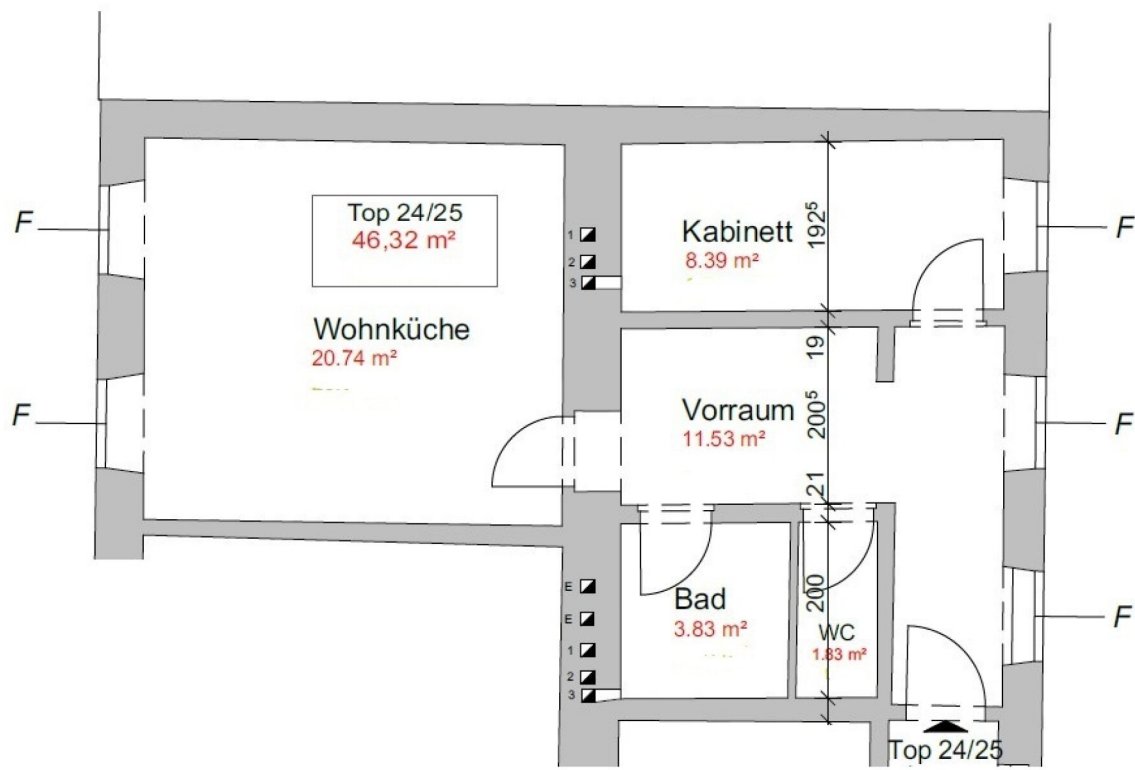 Top 24/25
46,32 m²
F
F
Wohnküche
20.74 m²
1
2
3
Kabinett
8.39 m²
192⁵
19
F
Vorraum
11.53 m²
200⁵
21
F
F
E
E
1
2
3
Bad
3.83 m²
200
WC
1.83 m²
F
Top 24/25